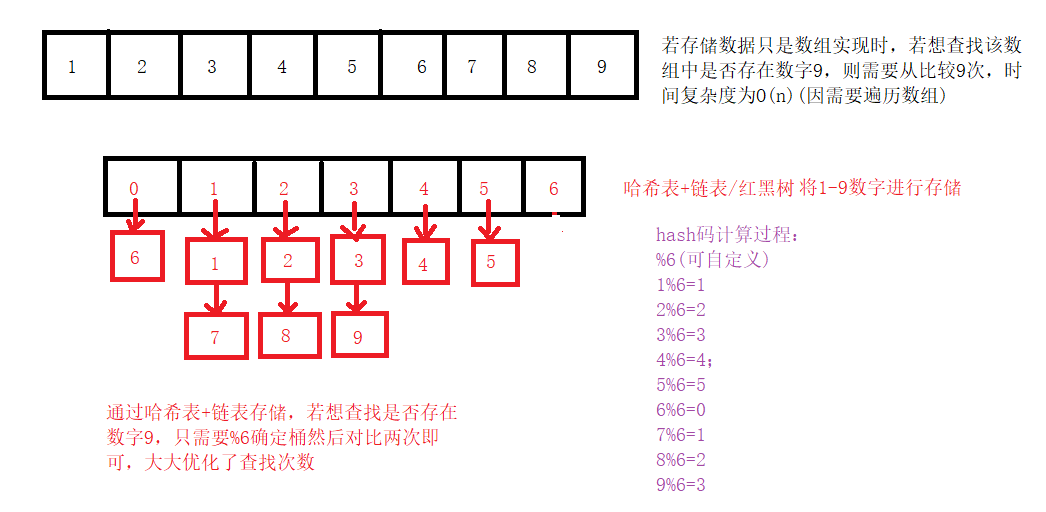 1 2 3 4 5 6 7 8 9
若存储数据只是数组实现时，若想查找该数
组中是否存在数字9，则需要从比较9次，时
间复杂度为O(n)(因需要遍历数组)
0 1 2 3 4 5 6
6 1 2 3 4 5
7 8 9
哈希表+链表/红黑树 将1-9数字进行存储
hash码计算过程：
%6(可自定义)
1%6=1
2%6=2
3%6=3
4%6=4；
5%6=5
6%6=0
7%6=1
8%6=2
9%6=3
通过哈希表+链表存储，若想查找是否存在
数字9，只需要%6确定桶然后对比两次即
可，大大优化了查找次数